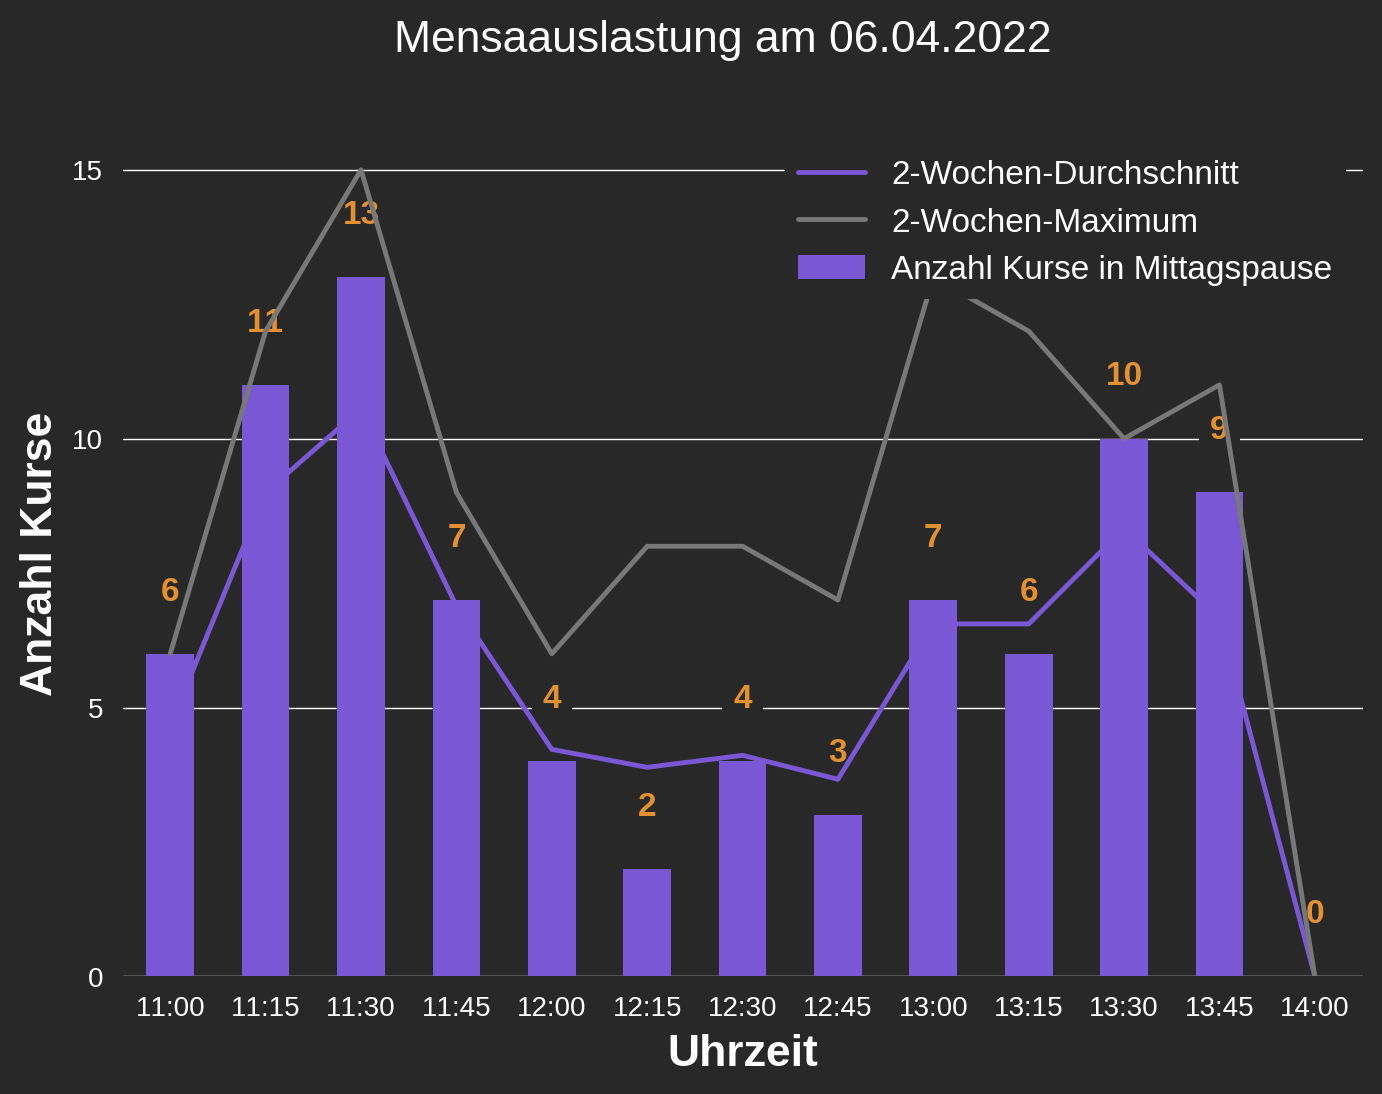 Mensaauslastung am 06.04.2022
2-Wochen-Durchschnitt
2-Wochen-Maximum
Anzahl Kurse in Mittagspause
Anzahl Kurse
15
10
5
0
6
11
13
7
4
2
4
3
7
6
10
9
0
11:00 11:15 11:30 11:45 12:00 12:15 12:30 12:45 13:00 13:15 13:30 13:45 14:00
Uhrzeit